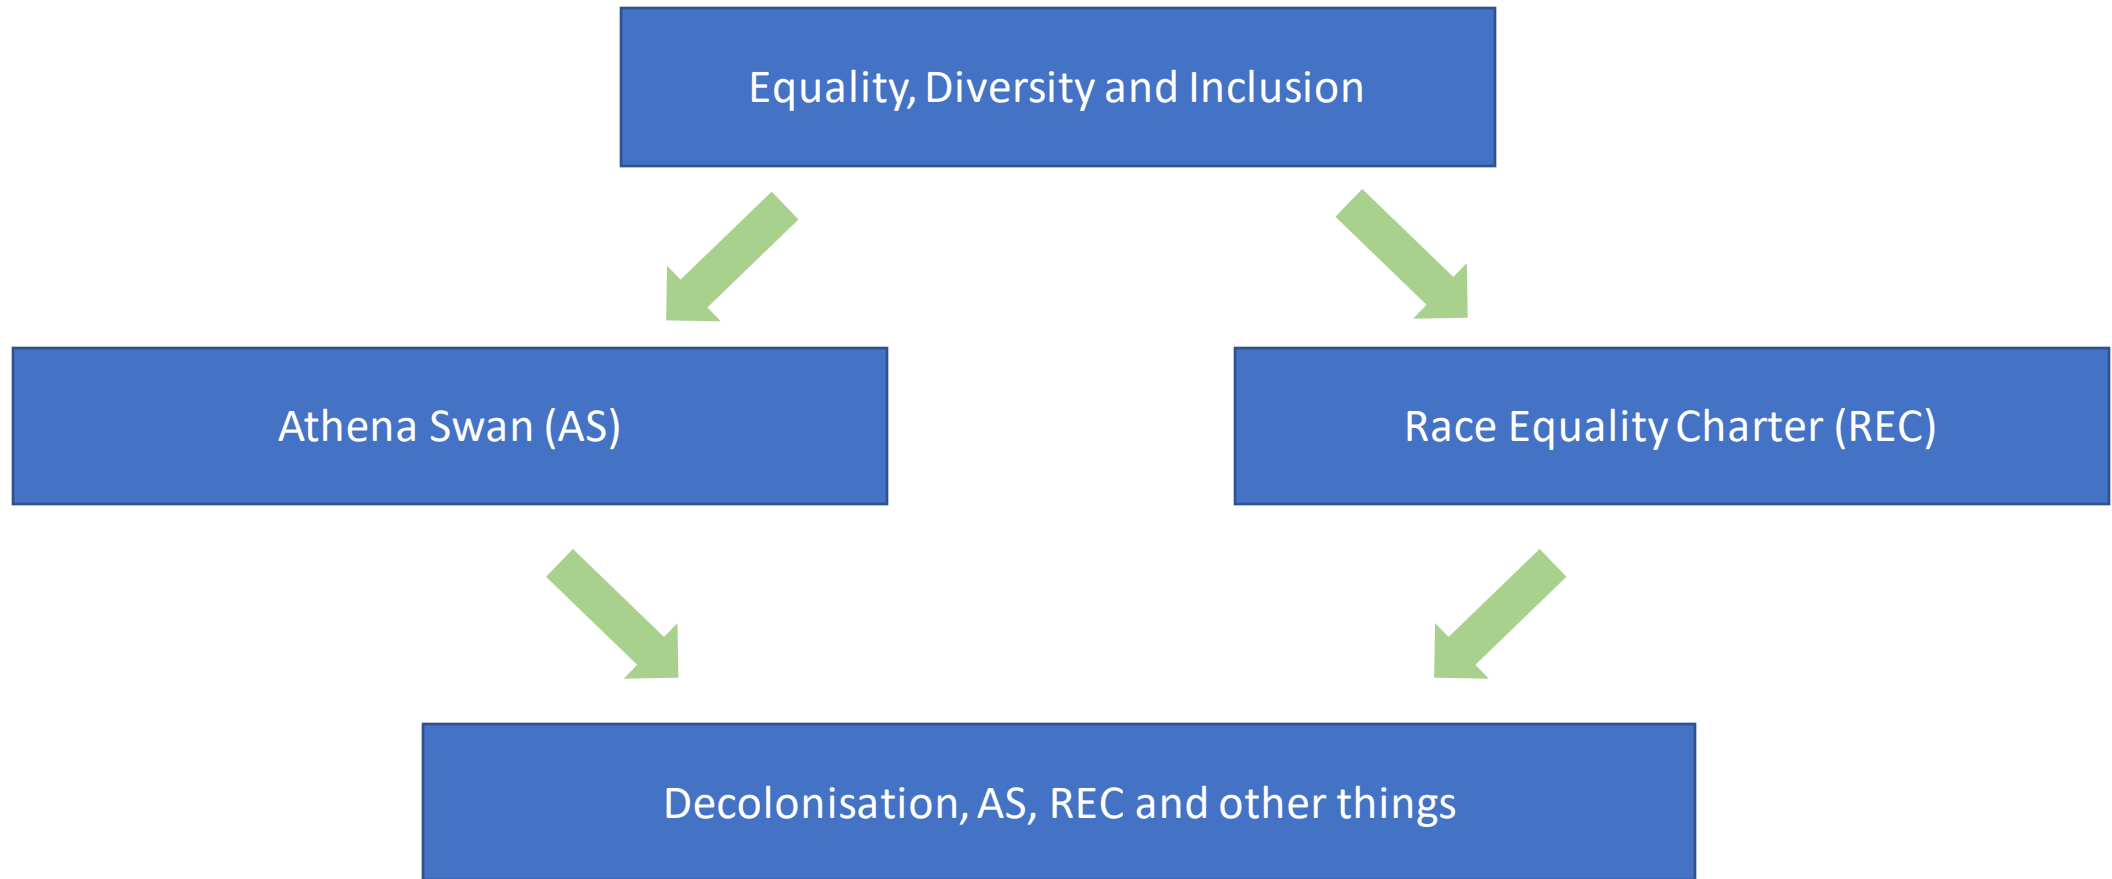 Equality, Diversity and Inclusion
Athena Swan (AS)
Race Equality Charter (REC)
Decolonisation, AS, REC and other things